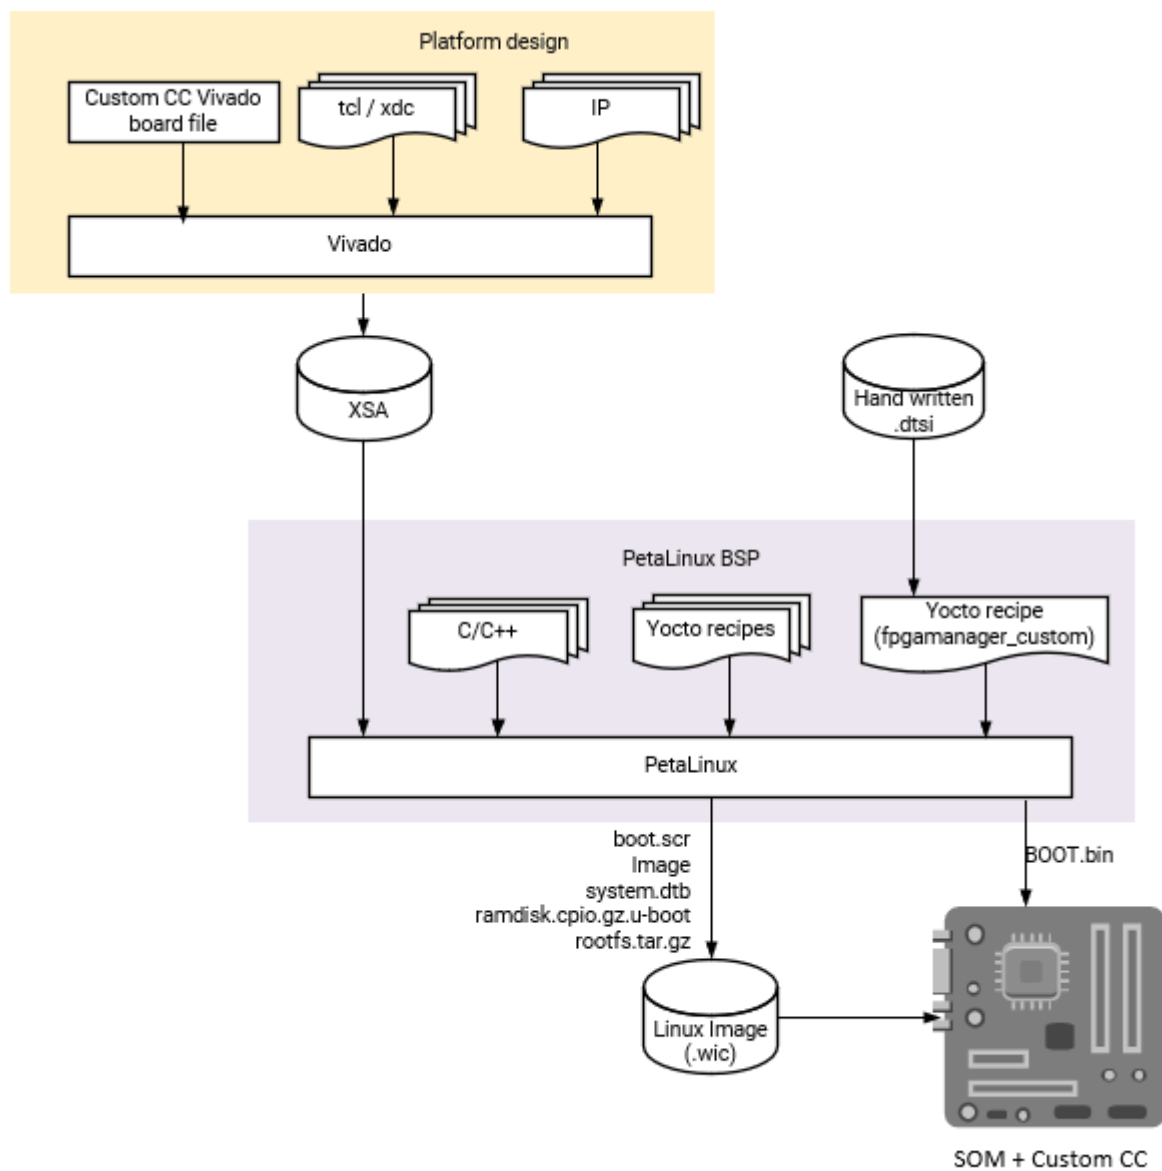 Platform design
Custom CC Vivado
board file
tcl / xdc
IP
Vivado
XSA
Hand written
.dtsi
PetaLinux BSP
C/C++
Yocto recipes
Yocto recipe
(fpgamanager_custom)
PetaLinux
boot.scr
Image
system.dtb
ramdisk.cpio.gz.u-boot
rootfs.tar.gz
BOOT.bin
Linux Image
(.wic)
SOM + Custom CC